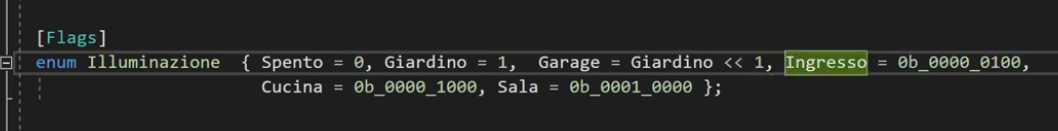 [Flags]
enum Illuminazione { Spento = 0, Giardino = 1, Garage = Giardino << 1, Ingresso = 0b_0000_0100,
Cucina = 0b_0000_1000, Sala = 0b_0001_0000 };